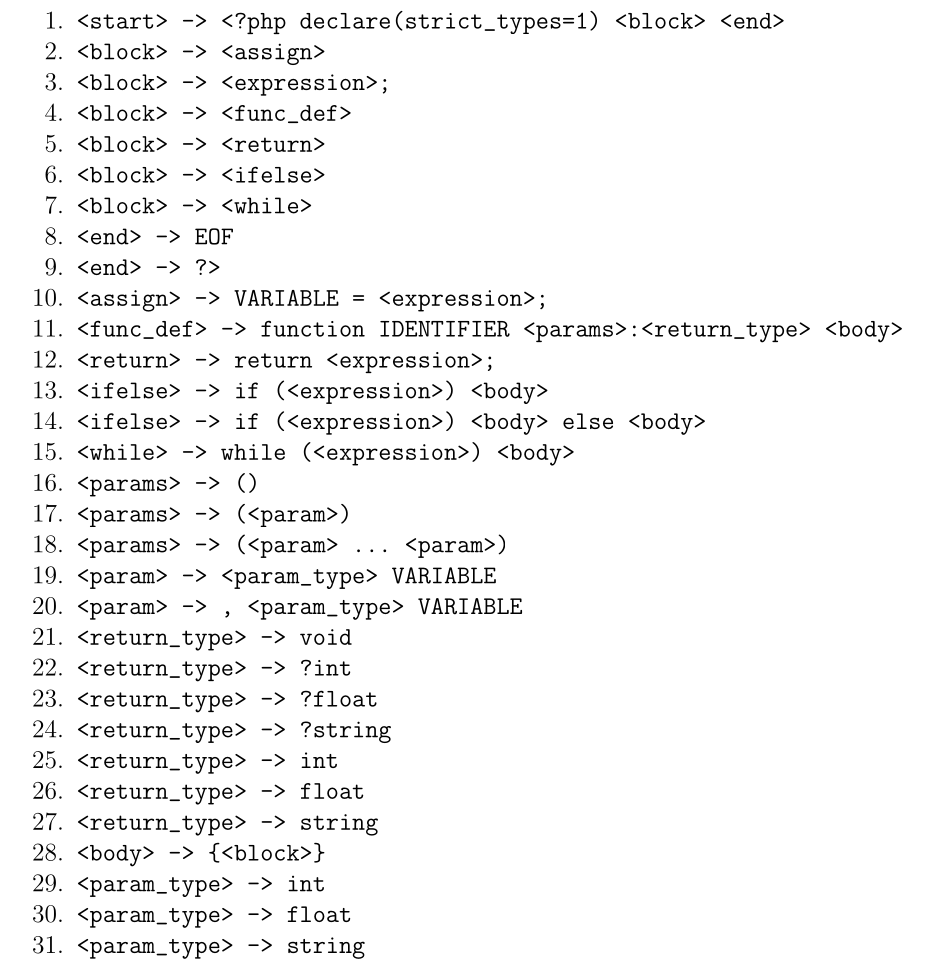 1. <start> -> <?php declare(strict_types=1) <block> <end>
2. <block> -> <assign>
3. <block> -> <expression>;
4. <block> -> <func_def>
5. <block> -> <return>
6. <block> -> <ifelse>
7. <block> -> <while>
8. <end> -> EOF
9. <end> -> ?>
10. <assign> -> VARIABLE = <expression>;
11. <func_def> -> function IDENTIFIER <params>:<return_type> <body>
12. <return> -> return <expression>;
13. <ifelse> -> if (<expression>) <body>
14. <ifelse> -> if (<expression>) <body> else <body>
15. <while> -> while (<expression>) <body>
16. <params> -> ()
17. <params> -> (<param>)
18. <params> -> (<param> ... <param>)
19. <param> -> <param_type> VARIABLE
20. <param> -> , <param_type> VARIABLE
21. <return_type> -> void
22. <return_type> -> ?int
23. <return_type> -> ?float
24. <return_type> -> ?string
25. <return_type> -> int
26. <return_type> -> float
27. <return_type> -> string
28. <body> -> {<block>}
29. <param_type> -> int
30. <param_type> -> float
31. <param_type> -> string